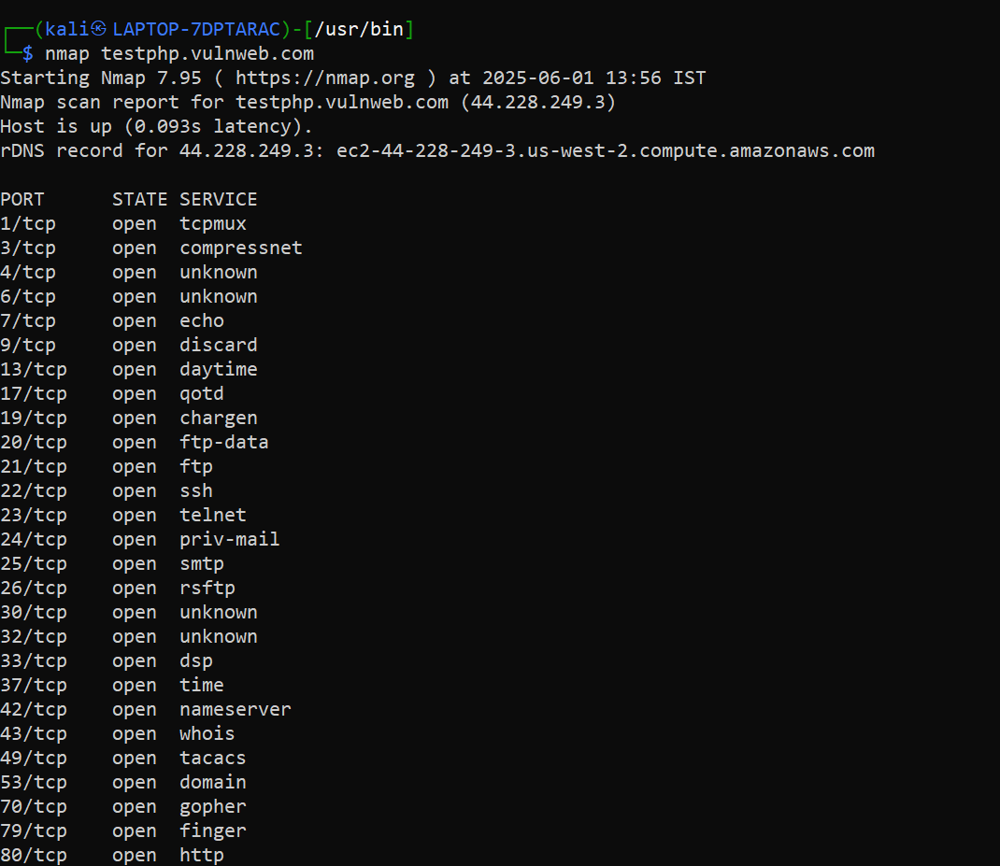 ┌──(kali㉿LAPTOP-7DPTARAC)-[/usr/bin]
└─$ nmap testphp.vulnweb.com
Starting Nmap 7.95 ( https://nmap.org ) at 2025-06-01 13:56 IST
Nmap scan report for testphp.vulnweb.com (44.228.249.3)
Host is up (0.093s latency).
rDNS record for 44.228.249.3: ec2-44-228-249-3.us-west-2.compute.amazonaws.com

PORT      STATE SERVICE
1/tcp     open  tcpmux
3/tcp     open  compressnet
4/tcp     open  unknown
6/tcp     open  unknown
7/tcp     open  echo
9/tcp     open  discard
13/tcp    open  daytime
17/tcp    open  qotd
19/tcp    open  chargen
20/tcp    open  ftp-data
21/tcp    open  ftp
22/tcp    open  ssh
23/tcp    open  telnet
24/tcp    open  priv-mail
25/tcp    open  smtp
26/tcp    open  rsftp
30/tcp    open  unknown
32/tcp    open  unknown
33/tcp    open  dsp
37/tcp    open  time
42/tcp    open  nameserver
43/tcp    open  whois
49/tcp    open  tacacs
53/tcp    open  domain
70/tcp    open  gopher
79/tcp    open  finger
80/tcp    open  http